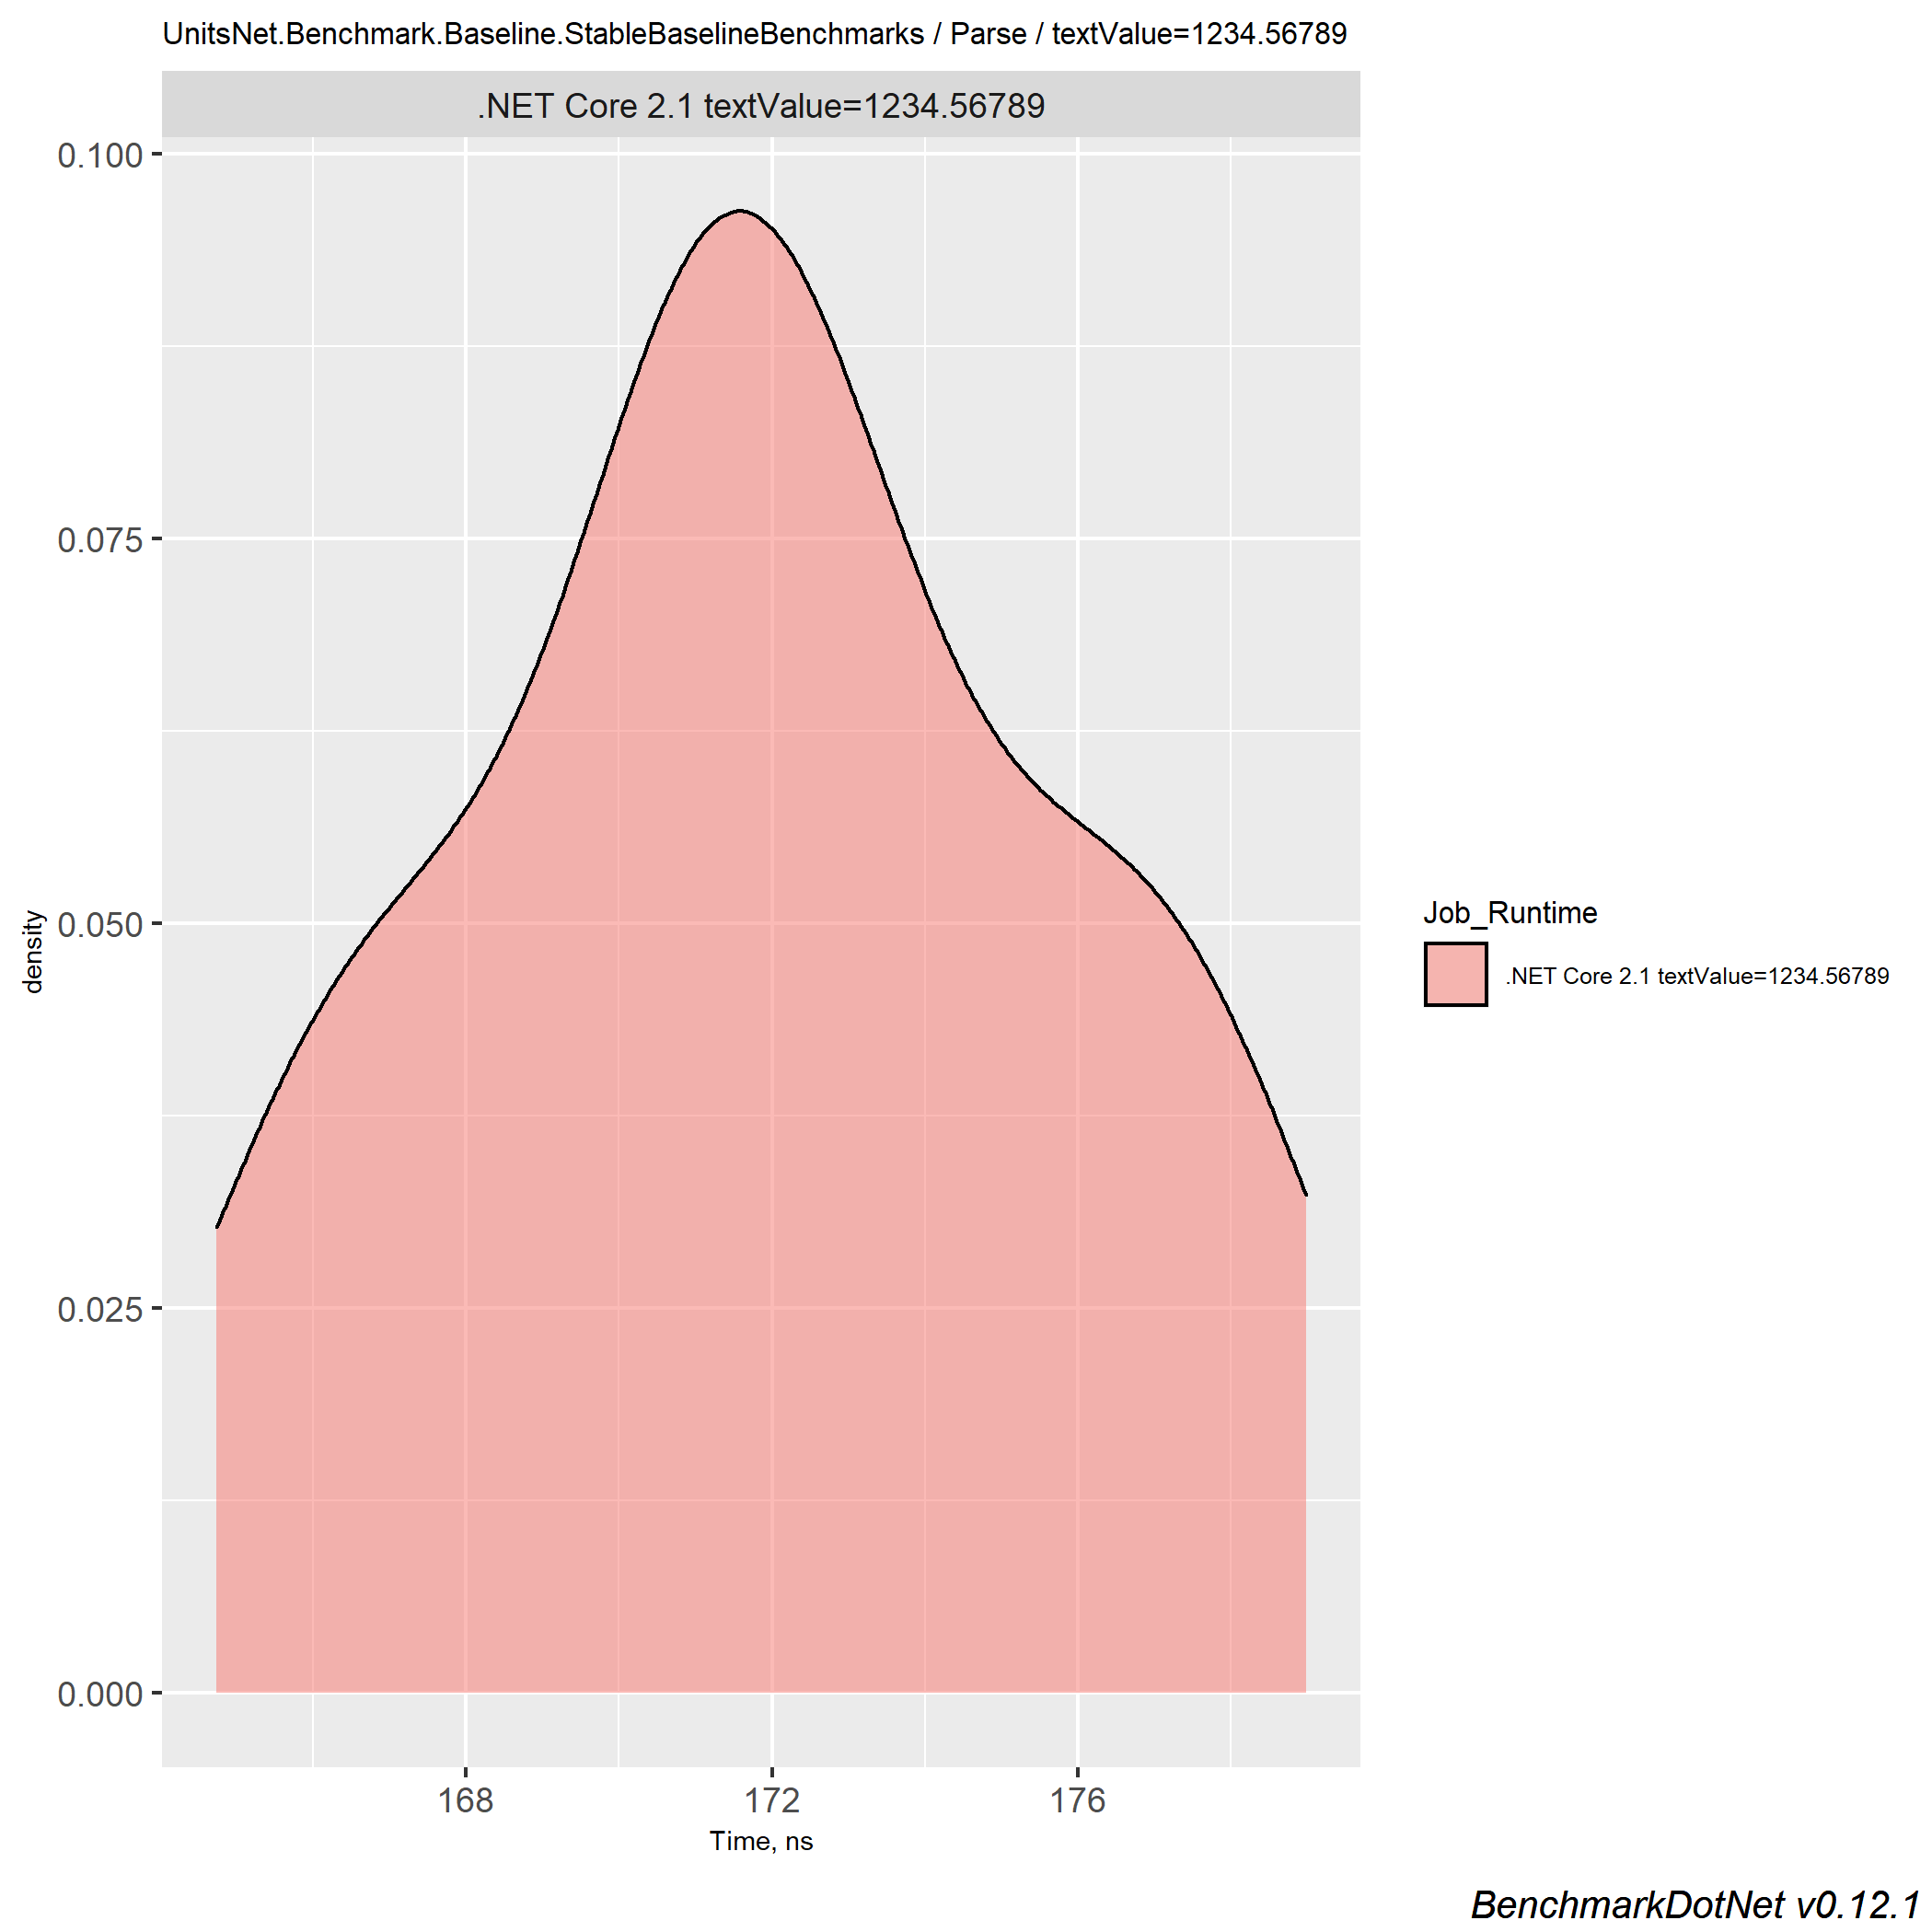 UnitsNet.Benchmark.Baseline.StableBaselineBenchmarks / Parse / textValue=1234.56789
.NET Core 2.1 textValue=1234.56789
0.100
0.075
0.050
0.025
0.000
density
168 172 176
Time, ns
Job_Runtime
.NET Core 2.1 textValue=1234.56789
BenchmarkDotNet v0.12.1